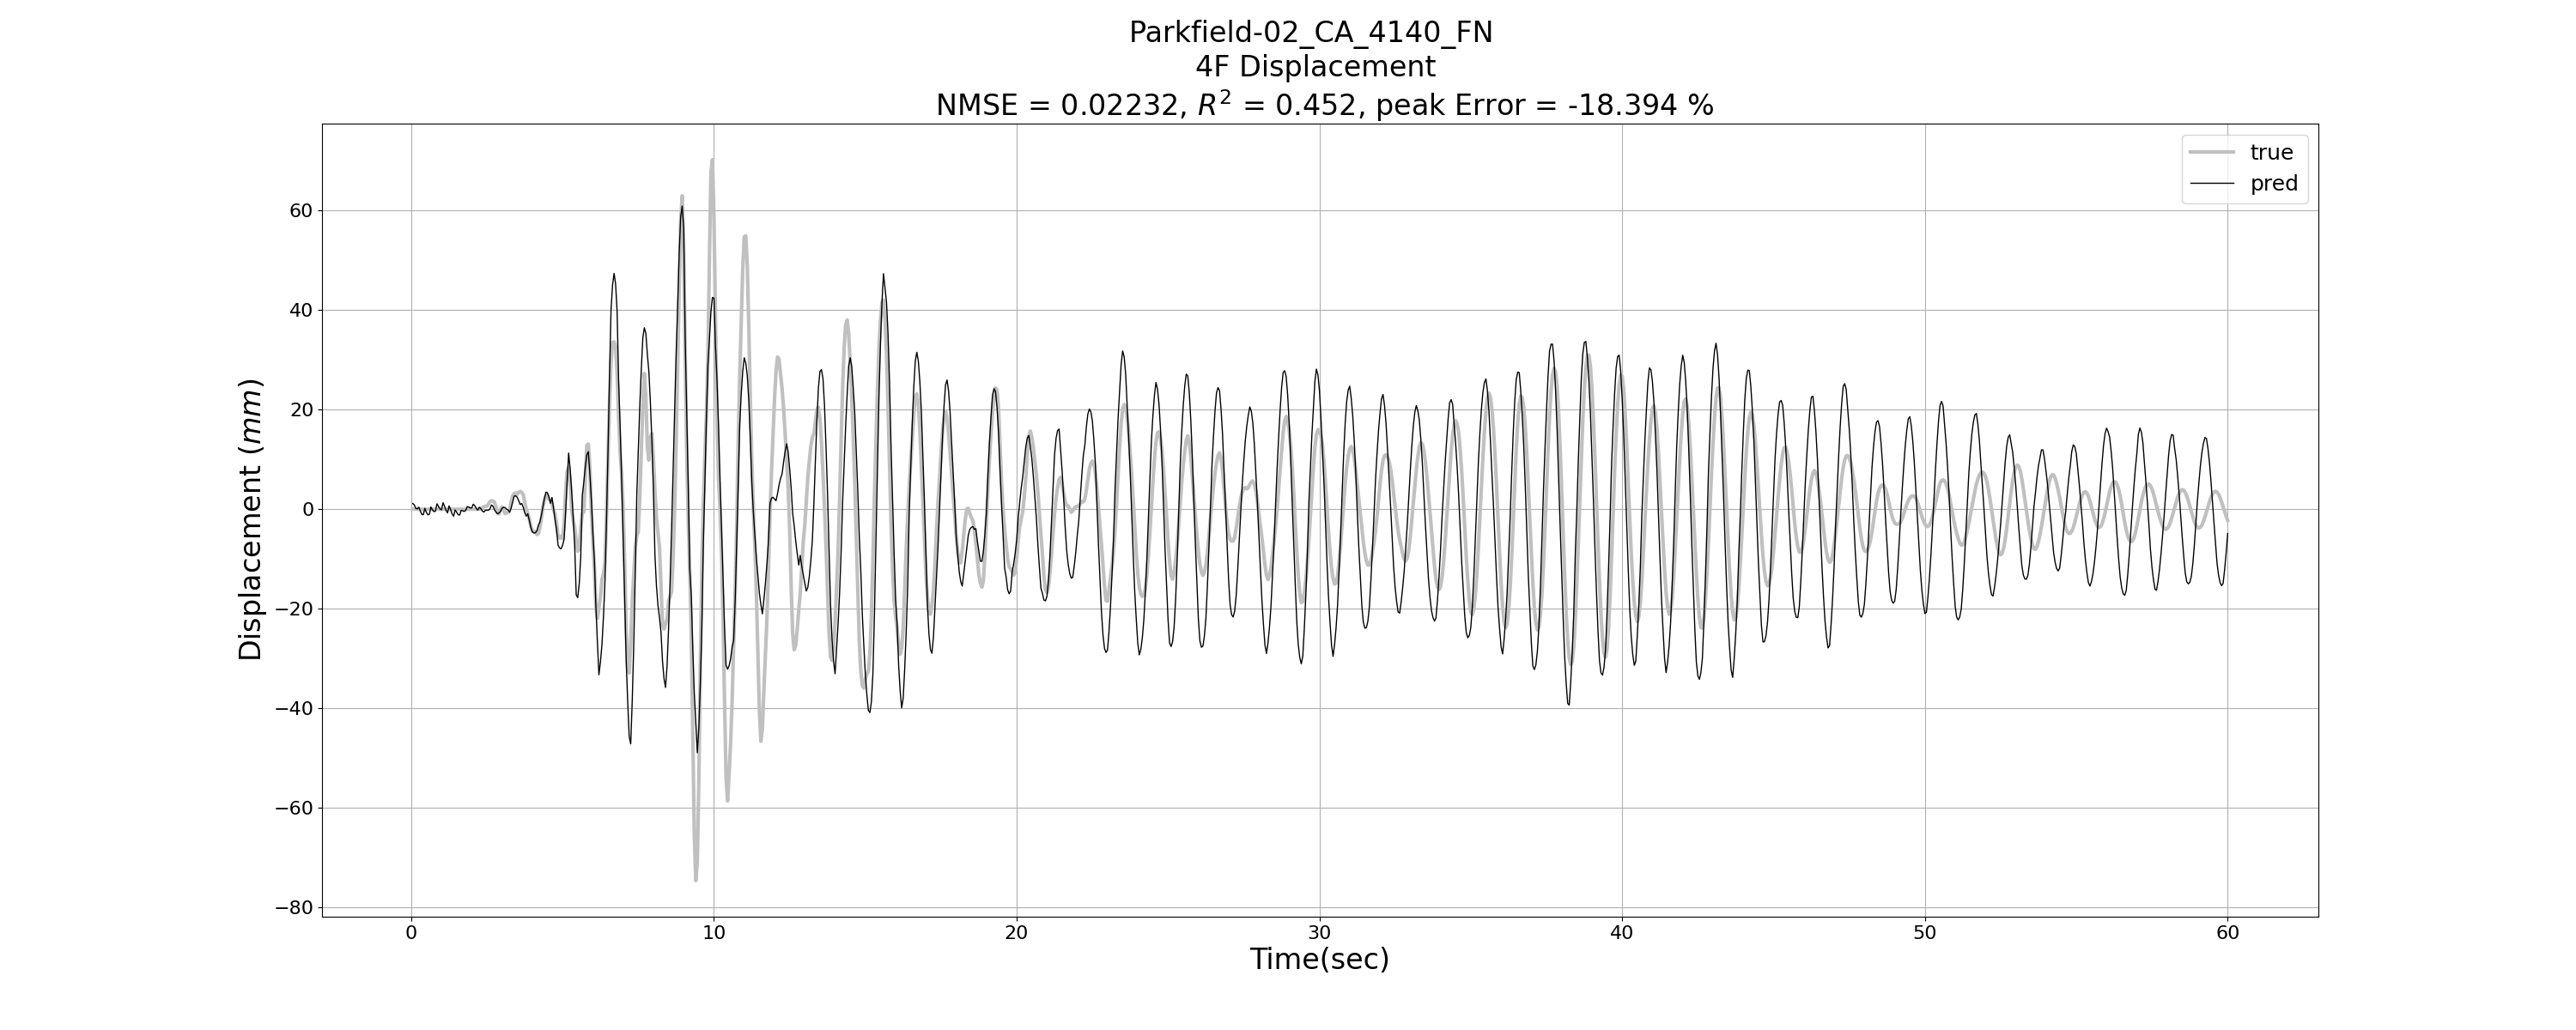 Parkfield-02_CA_4140_FN
4F Displacement
NMSE = 0.02232, R² = 0.452, peak Error = -18.394 %
true
pred
Displacement (mm)
60
40
20
0
−20
−40
−60
−80
0 10 20 30 40 50 60
Time(sec)